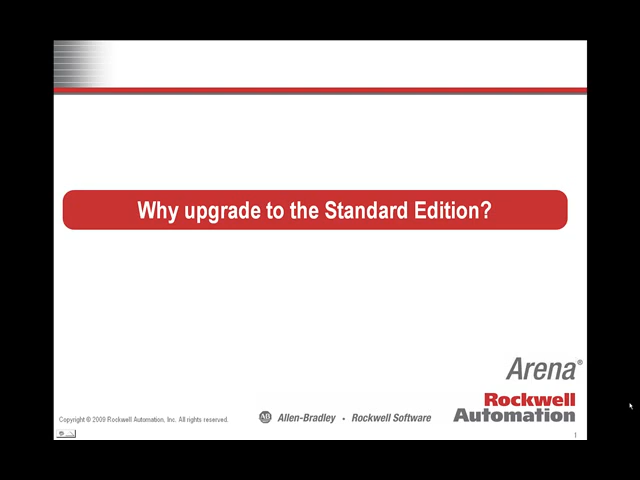 Why upgrade to the Standard Edition?
Arena®
Rockwell
Automation
Copyright © 2009 Rockwell Automation, Inc. All rights reserved.
AB Allen-Bradley • Rockwell Software
1